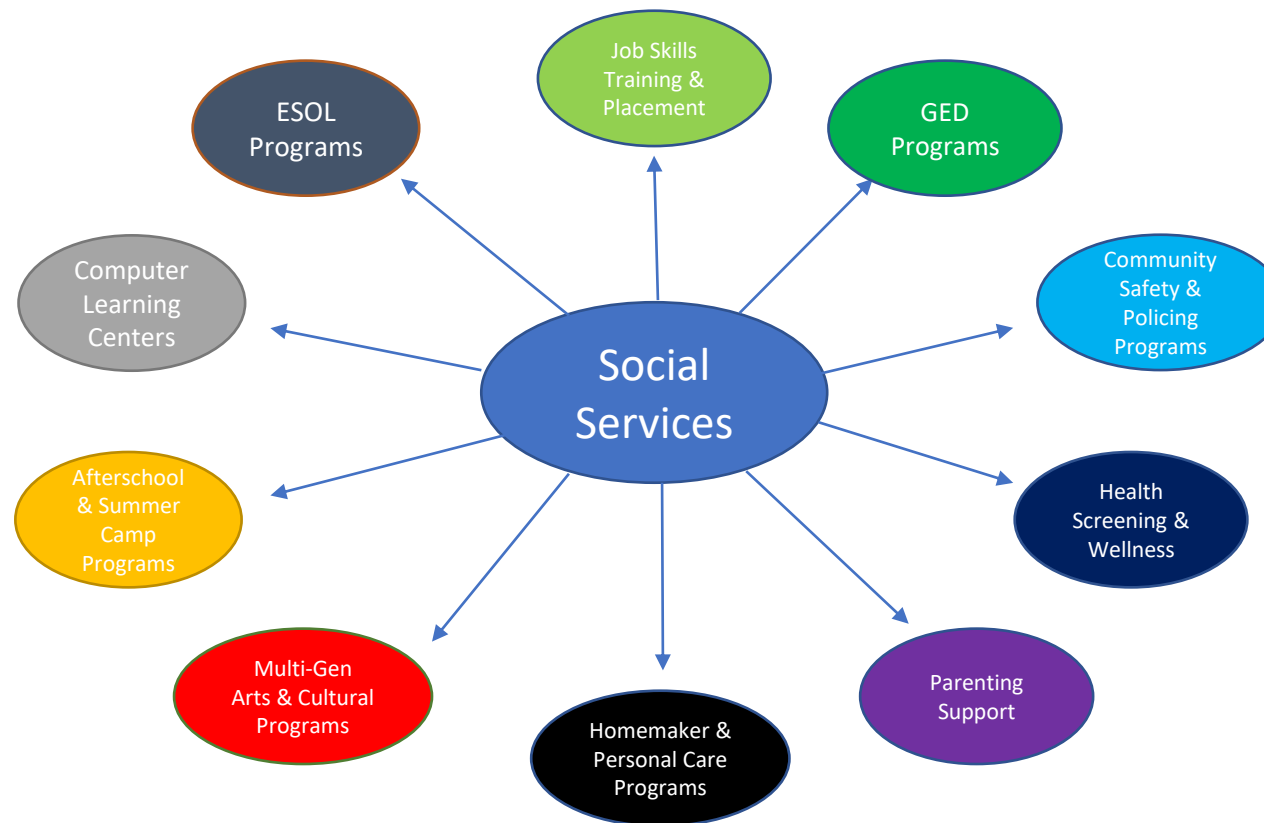 Job Skills
Training &
Placement
ESOL
Programs
GED
Programs
Computer
Learning
Centers
Community
Safety &
Policing
Programs
Social
Services
Afterschool
& Summer
Camp
Programs
Health
Screening &
Wellness
Multi-Gen
Arts & Cultural
Programs
Parenting
Support
Homemaker &
Personal Care
Programs